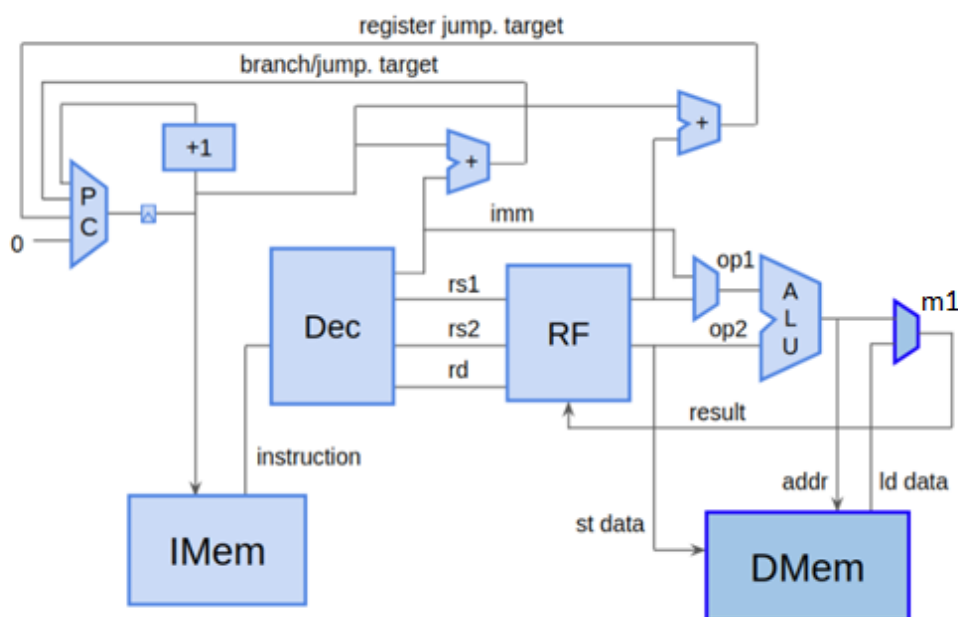 register jump. target
branch/jump. target
+1
+
+
P
C
0
imm
Dec
rs1
rs2
rd
RF
op1
op2
A
L
U
m1
result
instruction
addr
ld data
st data
IMem
DMem